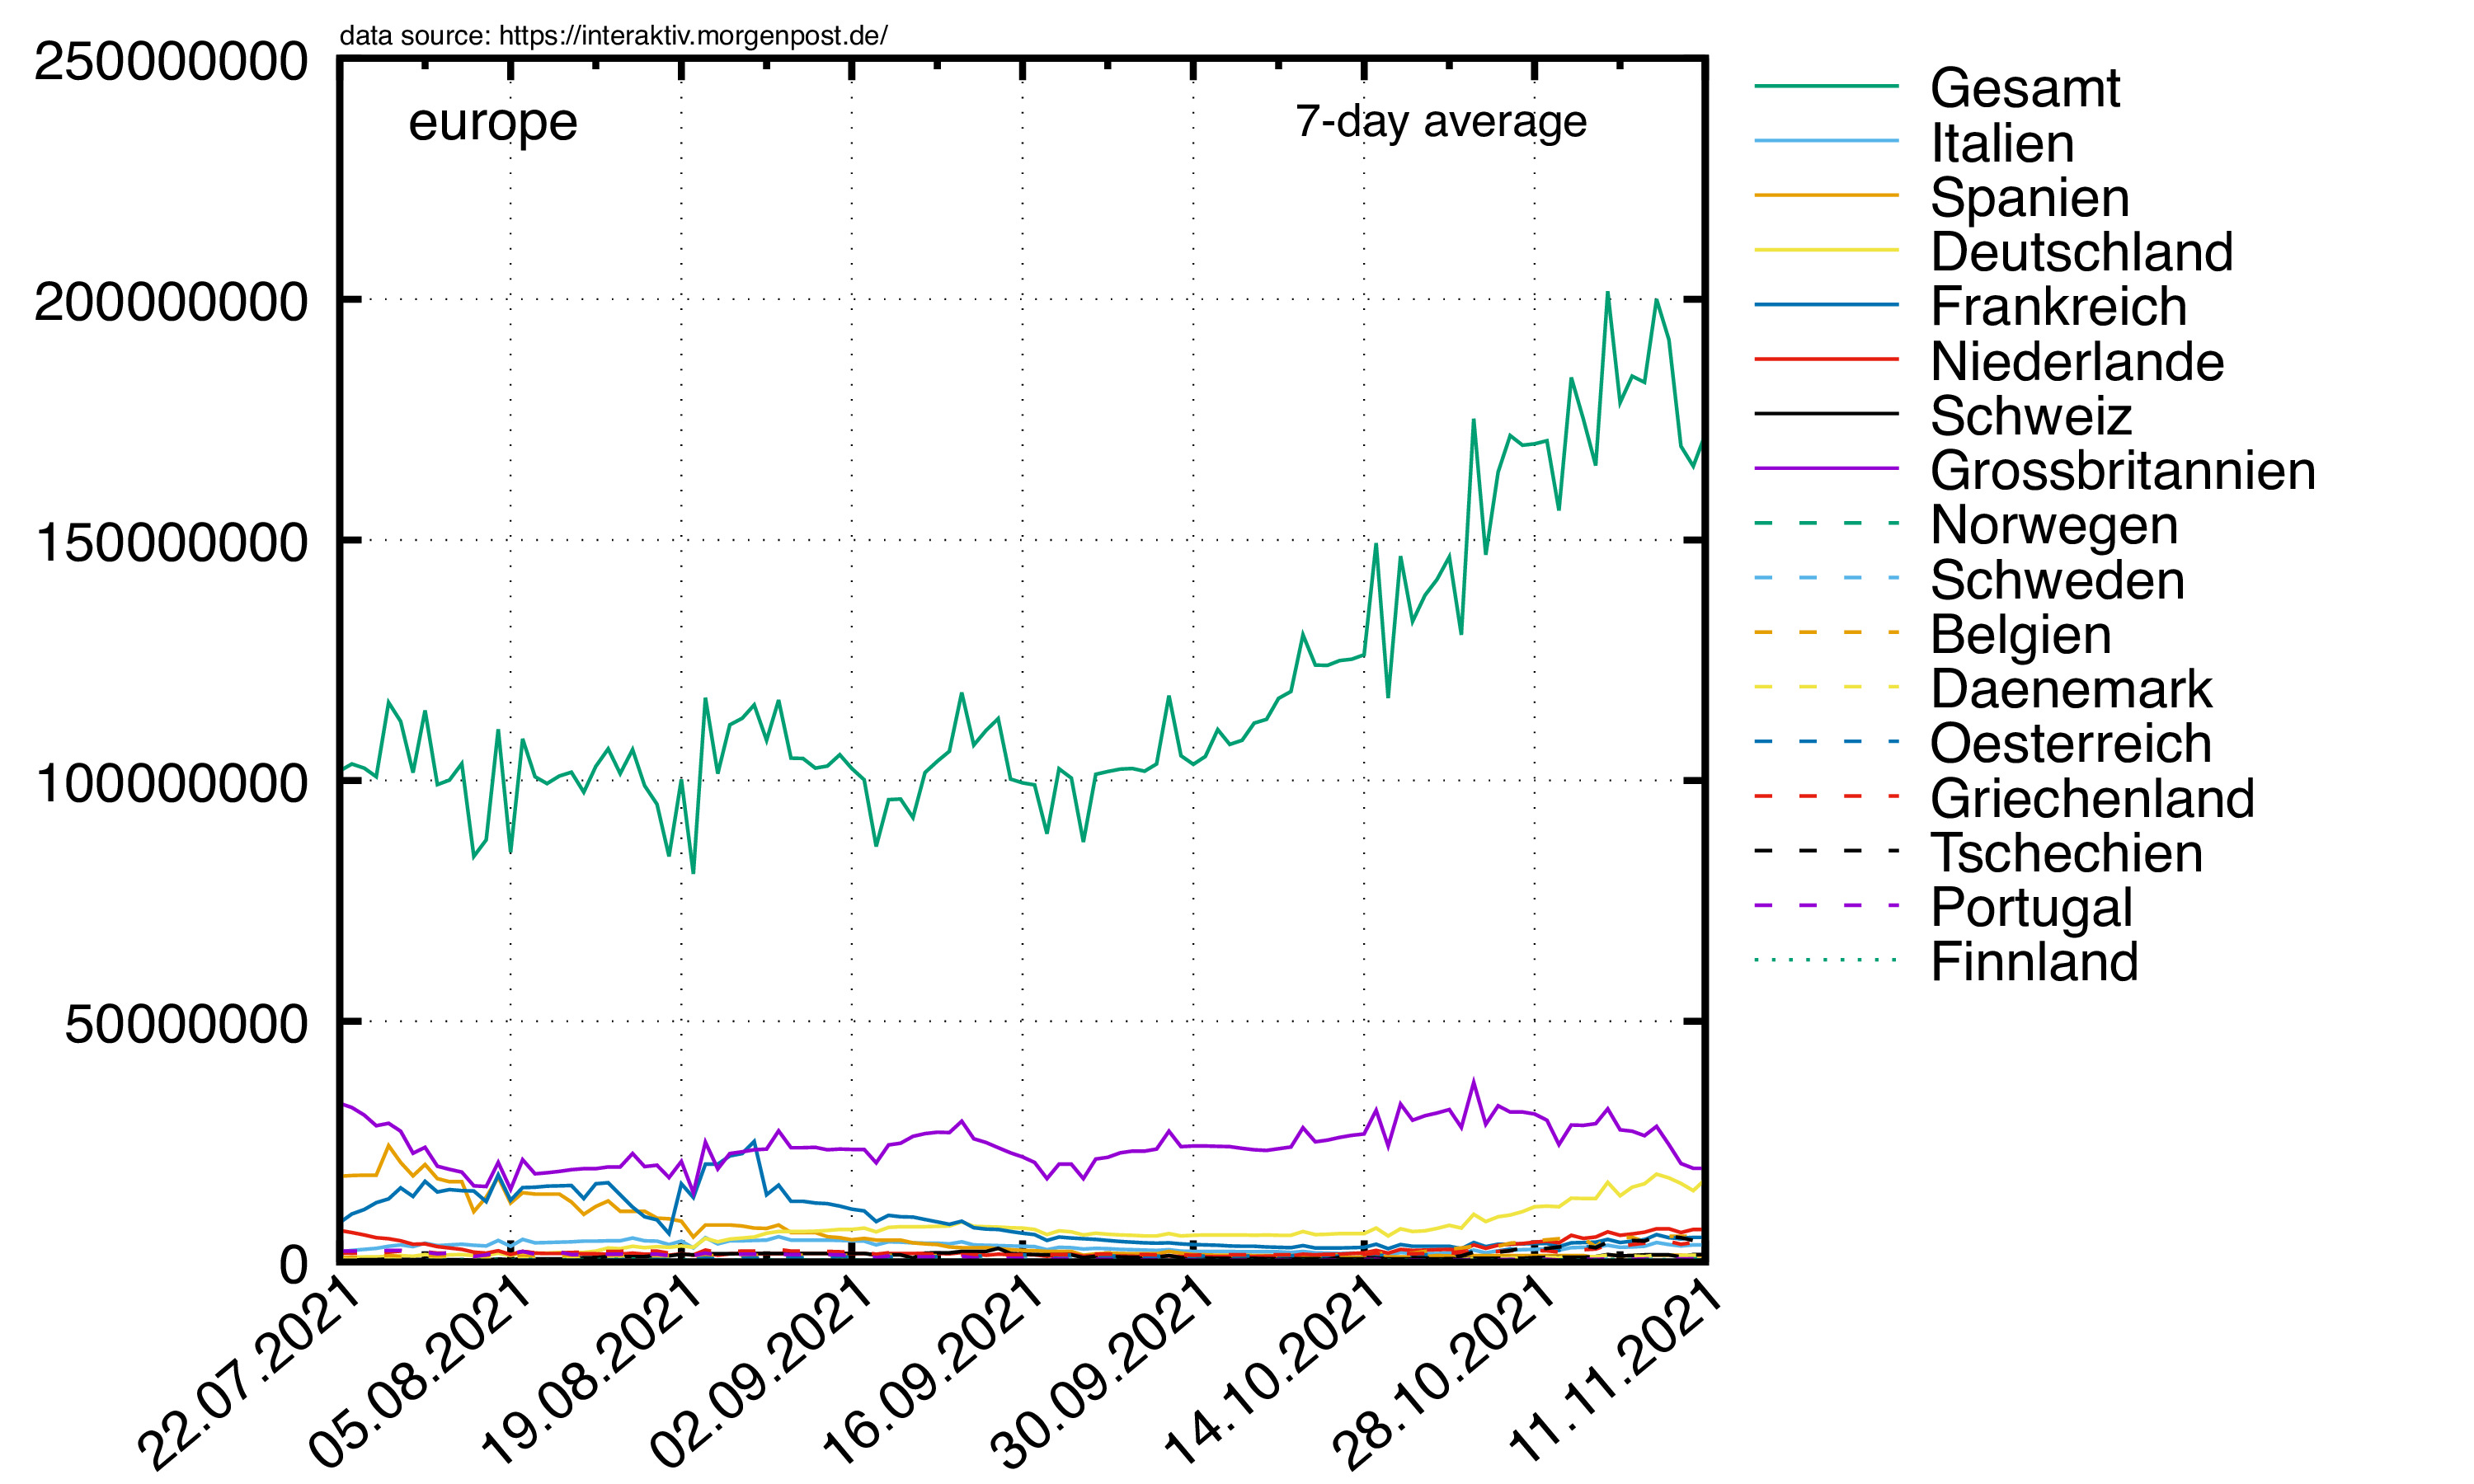 data source: https://interaktiv.morgenpost.de/
europe
7-day average
250000000
200000000
150000000
100000000
50000000
0
22.07.2021
05.08.2021
19.08.2021
02.09.2021
16.09.2021
30.09.2021
14.10.2021
28.10.2021
11.11.2021
Gesamt
Italien
Spanien
Deutschland
Frankreich
Niederlande
Schweiz
Grossbritannien
Norwegen
Schweden
Belgien
Daenemark
Oesterreich
Griechenland
Tschechien
Portugal
Finnland